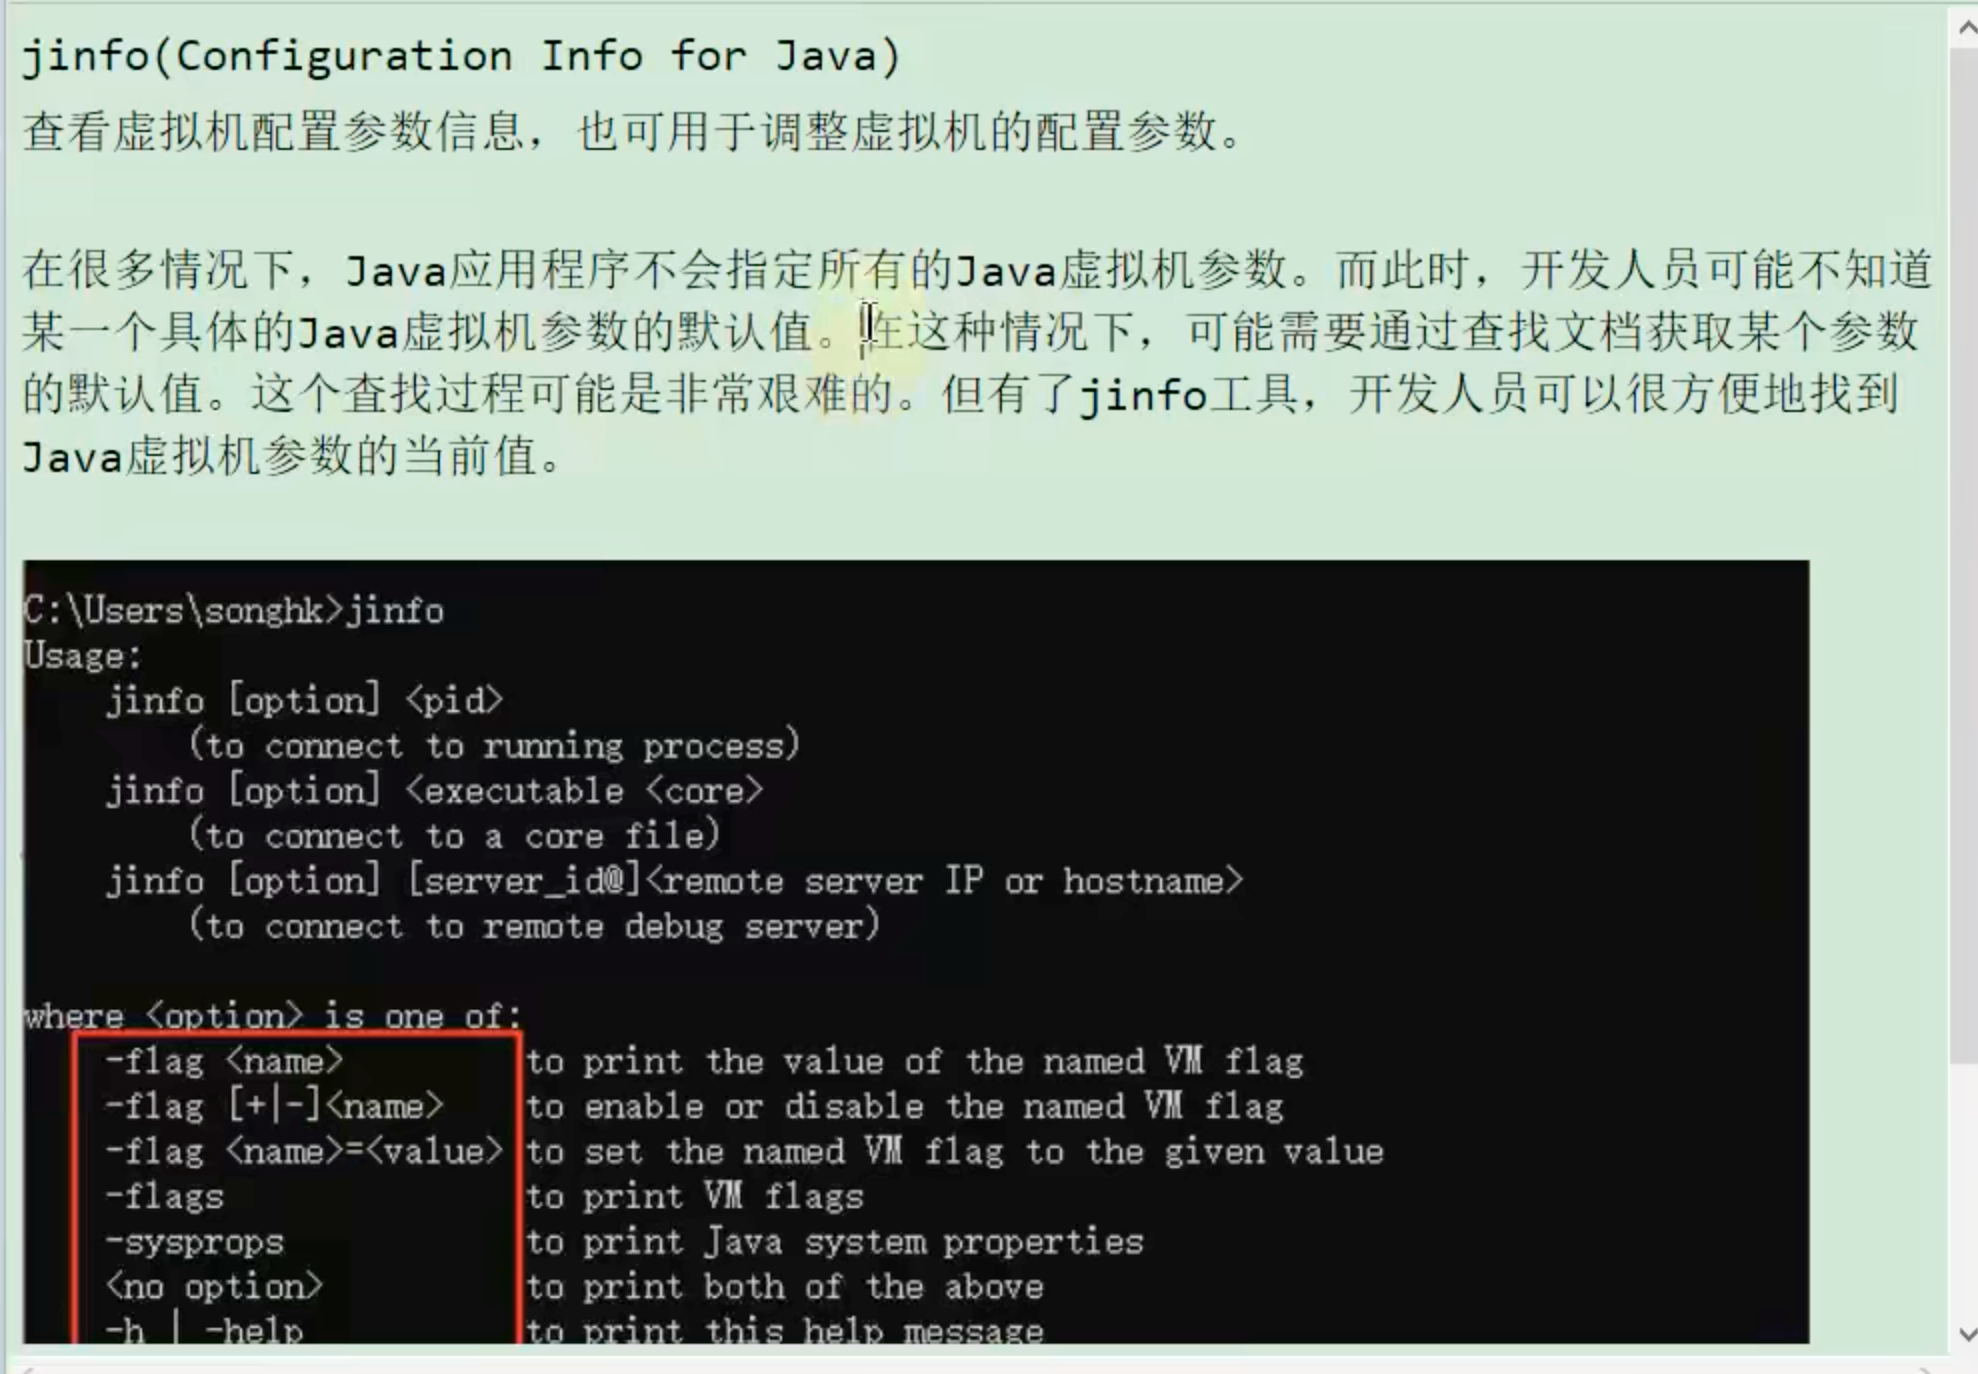 jinfo(Configuration Info for Java)
查看虚拟机配置参数信息，也可用于调整虚拟机的配置参数。
在很多情况下，Java应用程序不会指定所有的Java虚拟机参数。而此时，开发人员可能不知道
某一个具体的Java虚拟机参数的默认值。在这种情况下，可能需要通过查找文档获取某个参数
的默认值。这个查找过程可能是非常艰难的。但有了jinfo工具，开发人员可以很方便地找到
Java虚拟机参数的当前值。
C:\Users\songhk>jinfo
Usage:
    jinfo [option] <pid>
        (to connect to running process)
    jinfo [option] <executable <core>
        (to connect to a core file)
    jinfo [option] [server_id@]<remote server IP or hostname>
        (to connect to remote debug server)
where <option> is one of:
    -flag <name>         to print the value of the named VM flag
    -flag [+|-]<name>    to enable or disable the named VM flag
    -flag <name>=<value> to set the named VM flag to the given value
    -flags               to print VM flags
    -sysprops            to print Java system properties
    <no option>          to print both of the above
    -h | -help           to print this help message